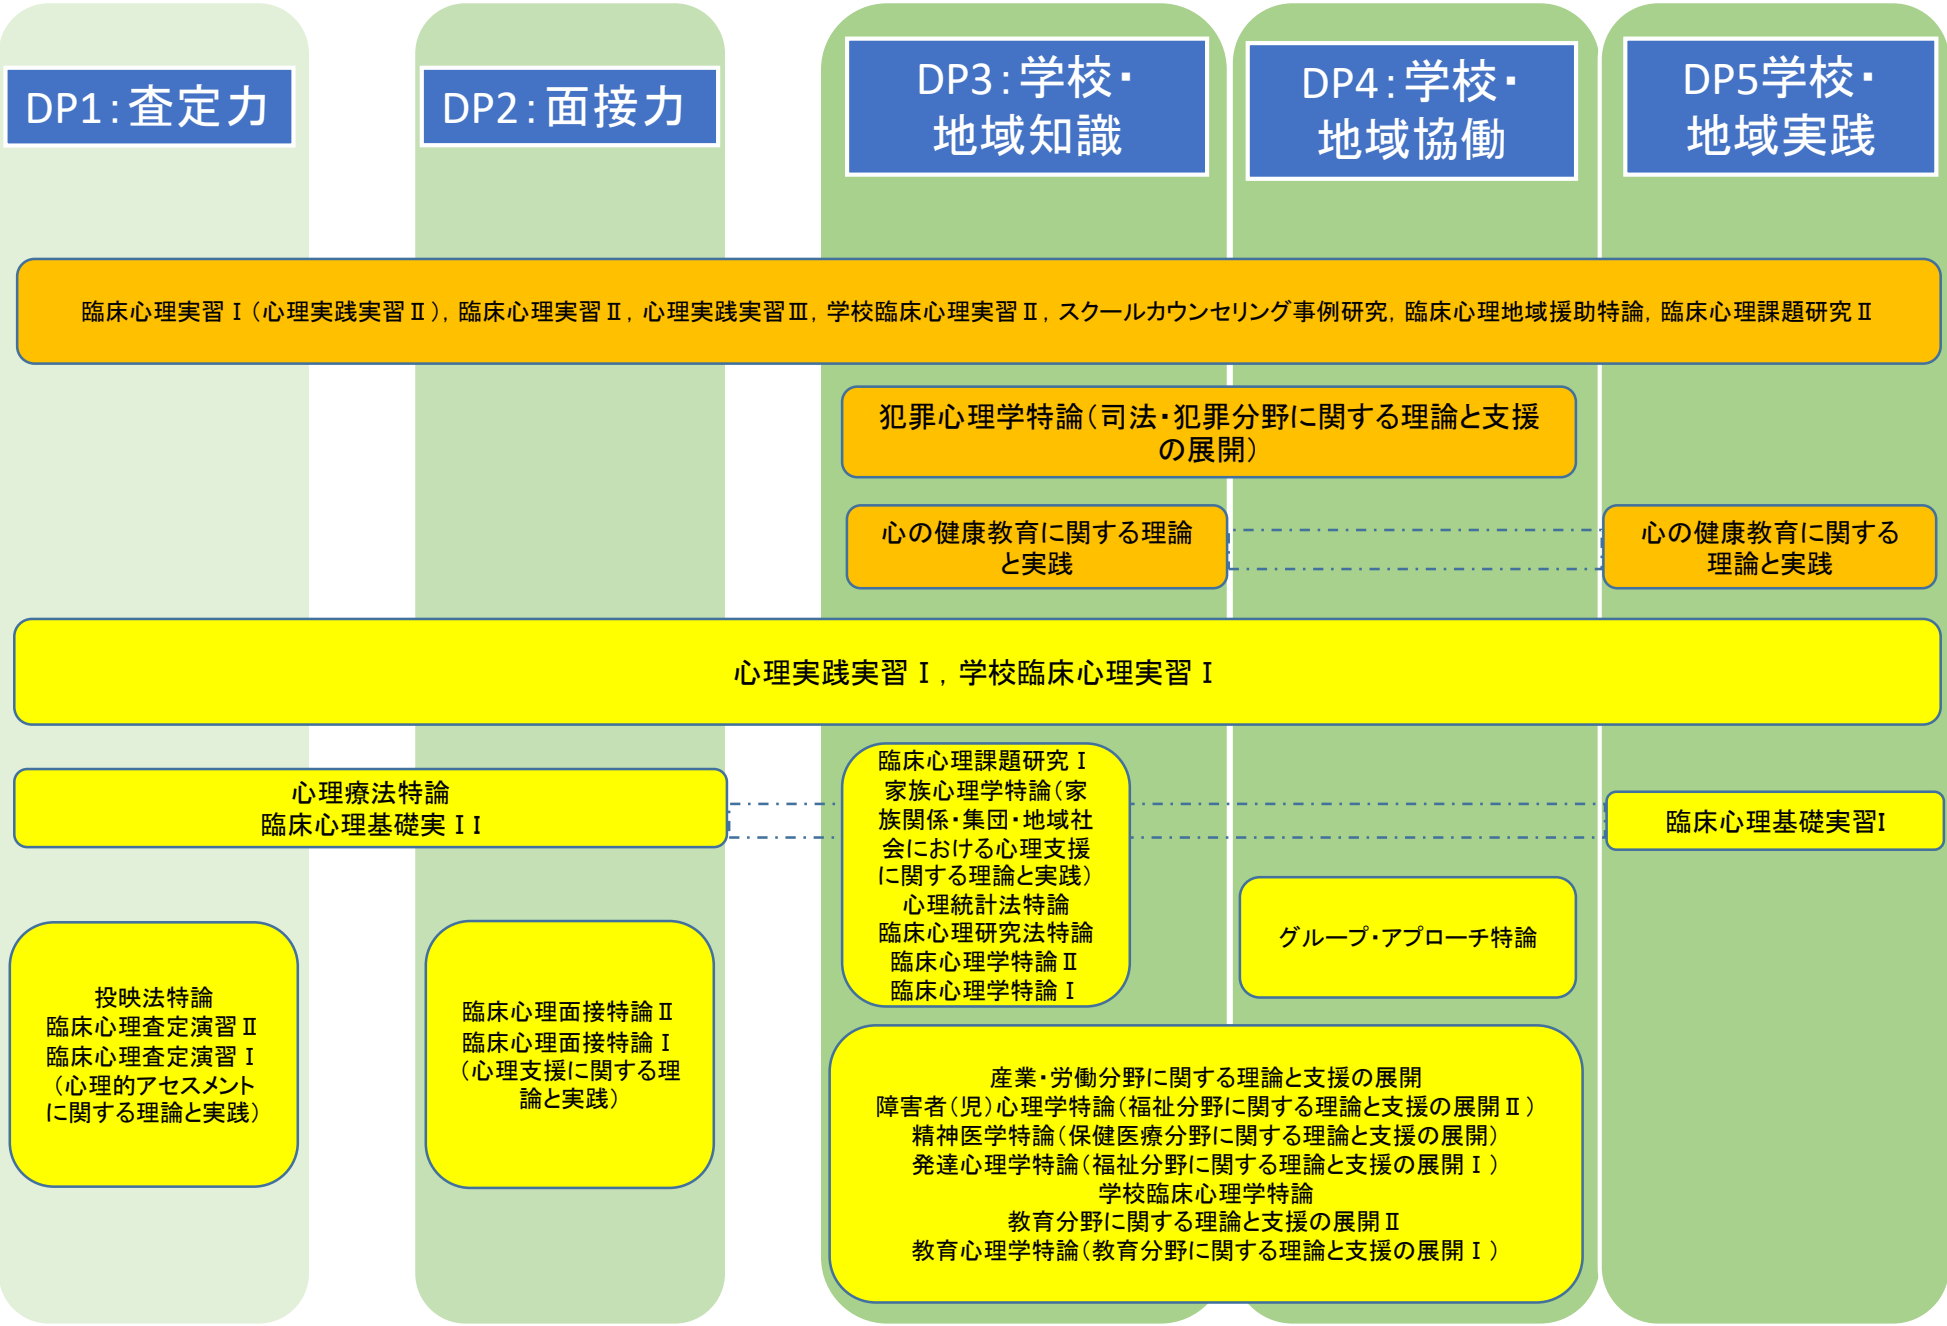 DP1：査定力
DP2：面接力
DP3：学校・
地域知識
DP4：学校・
地域協働
DP5学校・
地域実践
臨床心理実習Ⅰ（心理実践実習Ⅱ），臨床心理実習Ⅱ，心理実践実習Ⅲ，学校臨床心理実習Ⅱ，スクールカウンセリング事例研究，臨床心理地域援助特論，臨床心理課題研究Ⅱ
犯罪心理学特論（司法・犯罪分野に関する理論と支援
の展開）
心の健康教育に関する理論
と実践
心の健康教育に関する
理論と実践
心理実践実習Ⅰ，学校臨床心理実習Ⅰ
心理療法特論
臨床心理基礎実ⅠI
臨床心理課題研究Ⅰ
家族心理学特論（家
族関係・集団・地域社
会における心理支援
に関する理論と実践）
心理統計法特論
臨床心理研究法特論
臨床心理学特論Ⅱ
臨床心理学特論Ⅰ
臨床心理基礎実習I
グループ・アプローチ特論
投映法特論
臨床心理査定演習Ⅱ
臨床心理査定演習Ⅰ
（心理的アセスメント
に関する理論と実践）
臨床心理面接特論Ⅱ
臨床心理面接特論Ⅰ
（心理支援に関する理
論と実践）
産業・労働分野に関する理論と支援の展開
障害者（児）心理学特論（福祉分野に関する理論と支援の展開Ⅱ）
精神医学特論（保健医療分野に関する理論と支援の展開）
発達心理学特論（福祉分野に関する理論と支援の展開Ⅰ）
学校臨床心理学特論
教育分野に関する理論と支援の展開Ⅱ
教育心理学特論（教育分野に関する理論と支援の展開Ⅰ）